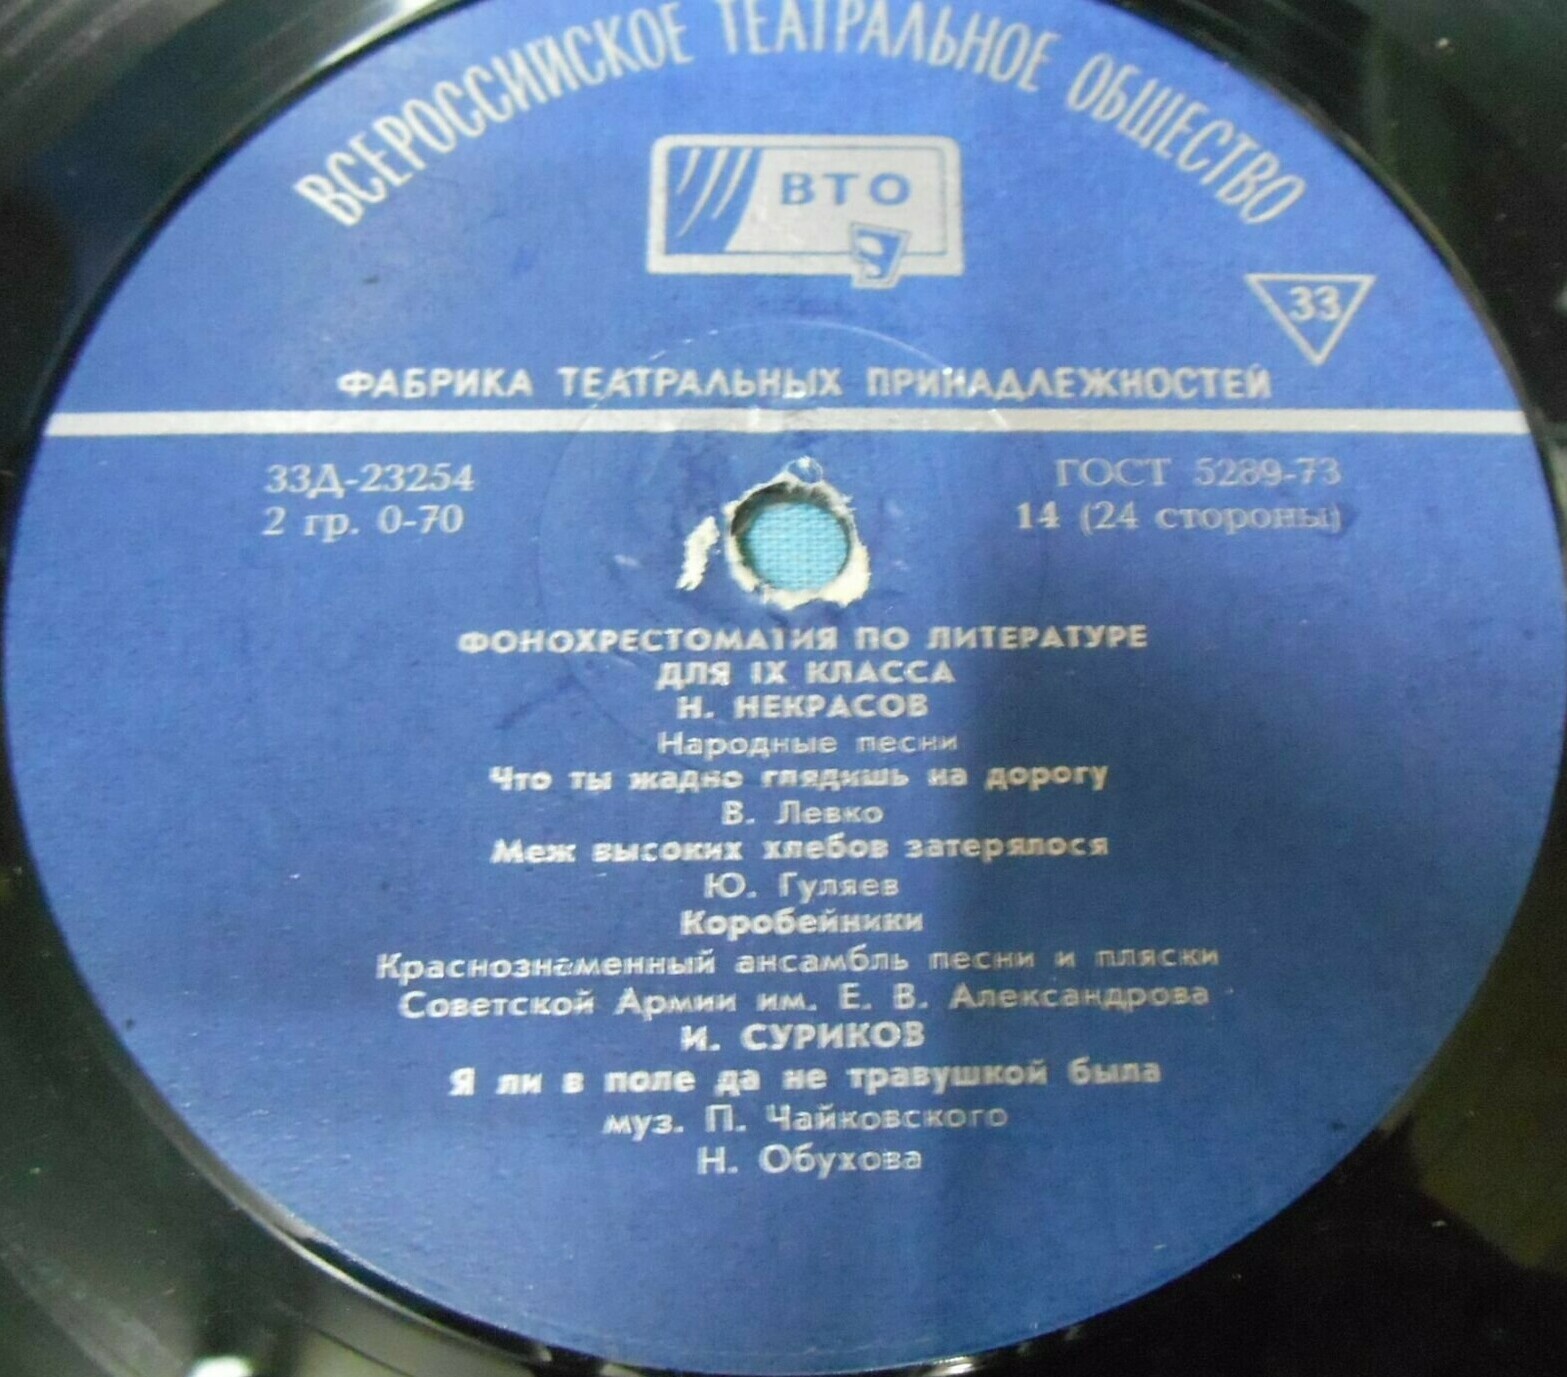 ВСЕРОССИЙСКОЕ ТЕАТРАЛЬНОЕ ОБЩЕСТВО
ВТО
33
ФАБРИКА ТЕАТРАЛЬНЫХ ПРИНАДЛЕЖНОСТЕЙ
33Д-23254 ГОСТ 5289-73
2 гр. 0-70 14 (24 стороны)
ФОНОХРЕСТОМАТИЯ ПО ЛИТЕРАТУРЕ
ДЛЯ IX КЛАССА
Н. НЕКРАСОВ
Народные песни
Что ты жадно глядишь на дорогу
В. Левко
Меж высоких хлебов затерялося
Ю. Гуляев
Коробейники
Краснознаменный ансамбль песни и пляски
Советской Армии им. Е. В. Александрова
И. СУРИКОВ
Я ли в поле да не травушкой была
муз. П. Чайковского
Н. Обухова